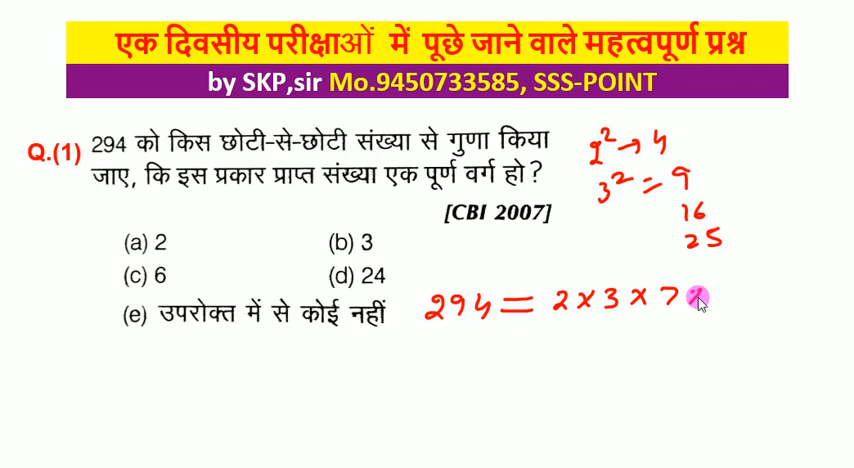 एक दिवसीय परीक्षाओं में पूछे जाने वाले महत्वपूर्ण प्रश्न
by SKP,sir Mo.9450733585, SSS-POINT
Q.(1) 294 को किस छोटी-से-छोटी संख्या से गुणा किया
जाए, कि इस प्रकार प्राप्त संख्या एक पूर्ण वर्ग हो?
[CBI 2007]
(a) 2 (b) 3
(c) 6 (d) 24
(e) उपरोक्त में से कोई नहीं
2² → 4
3² = 9
16
25
294 = 2 × 3 × 7 ×